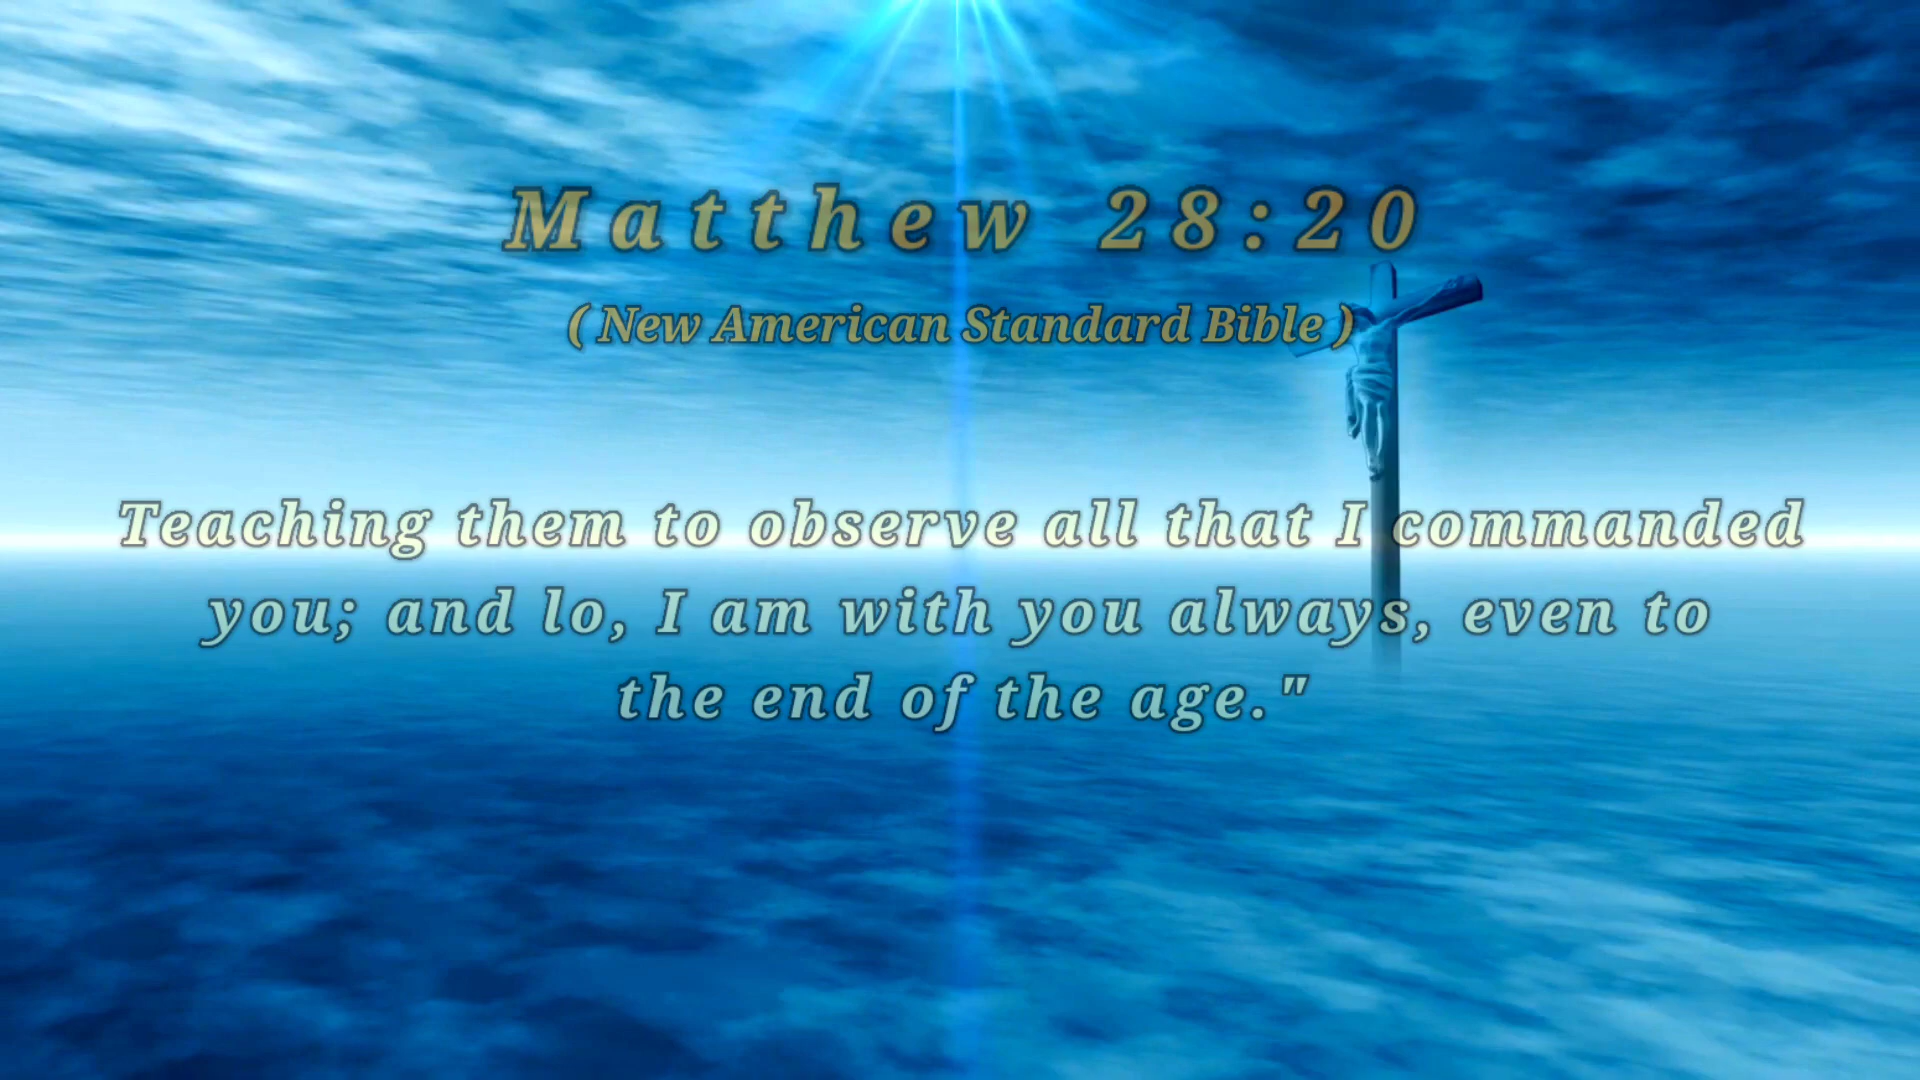 Matthew 28:20
( New American Standard Bible )
Teaching them to observe all that I commanded
you; and lo, I am with you always, even to
the end of the age."